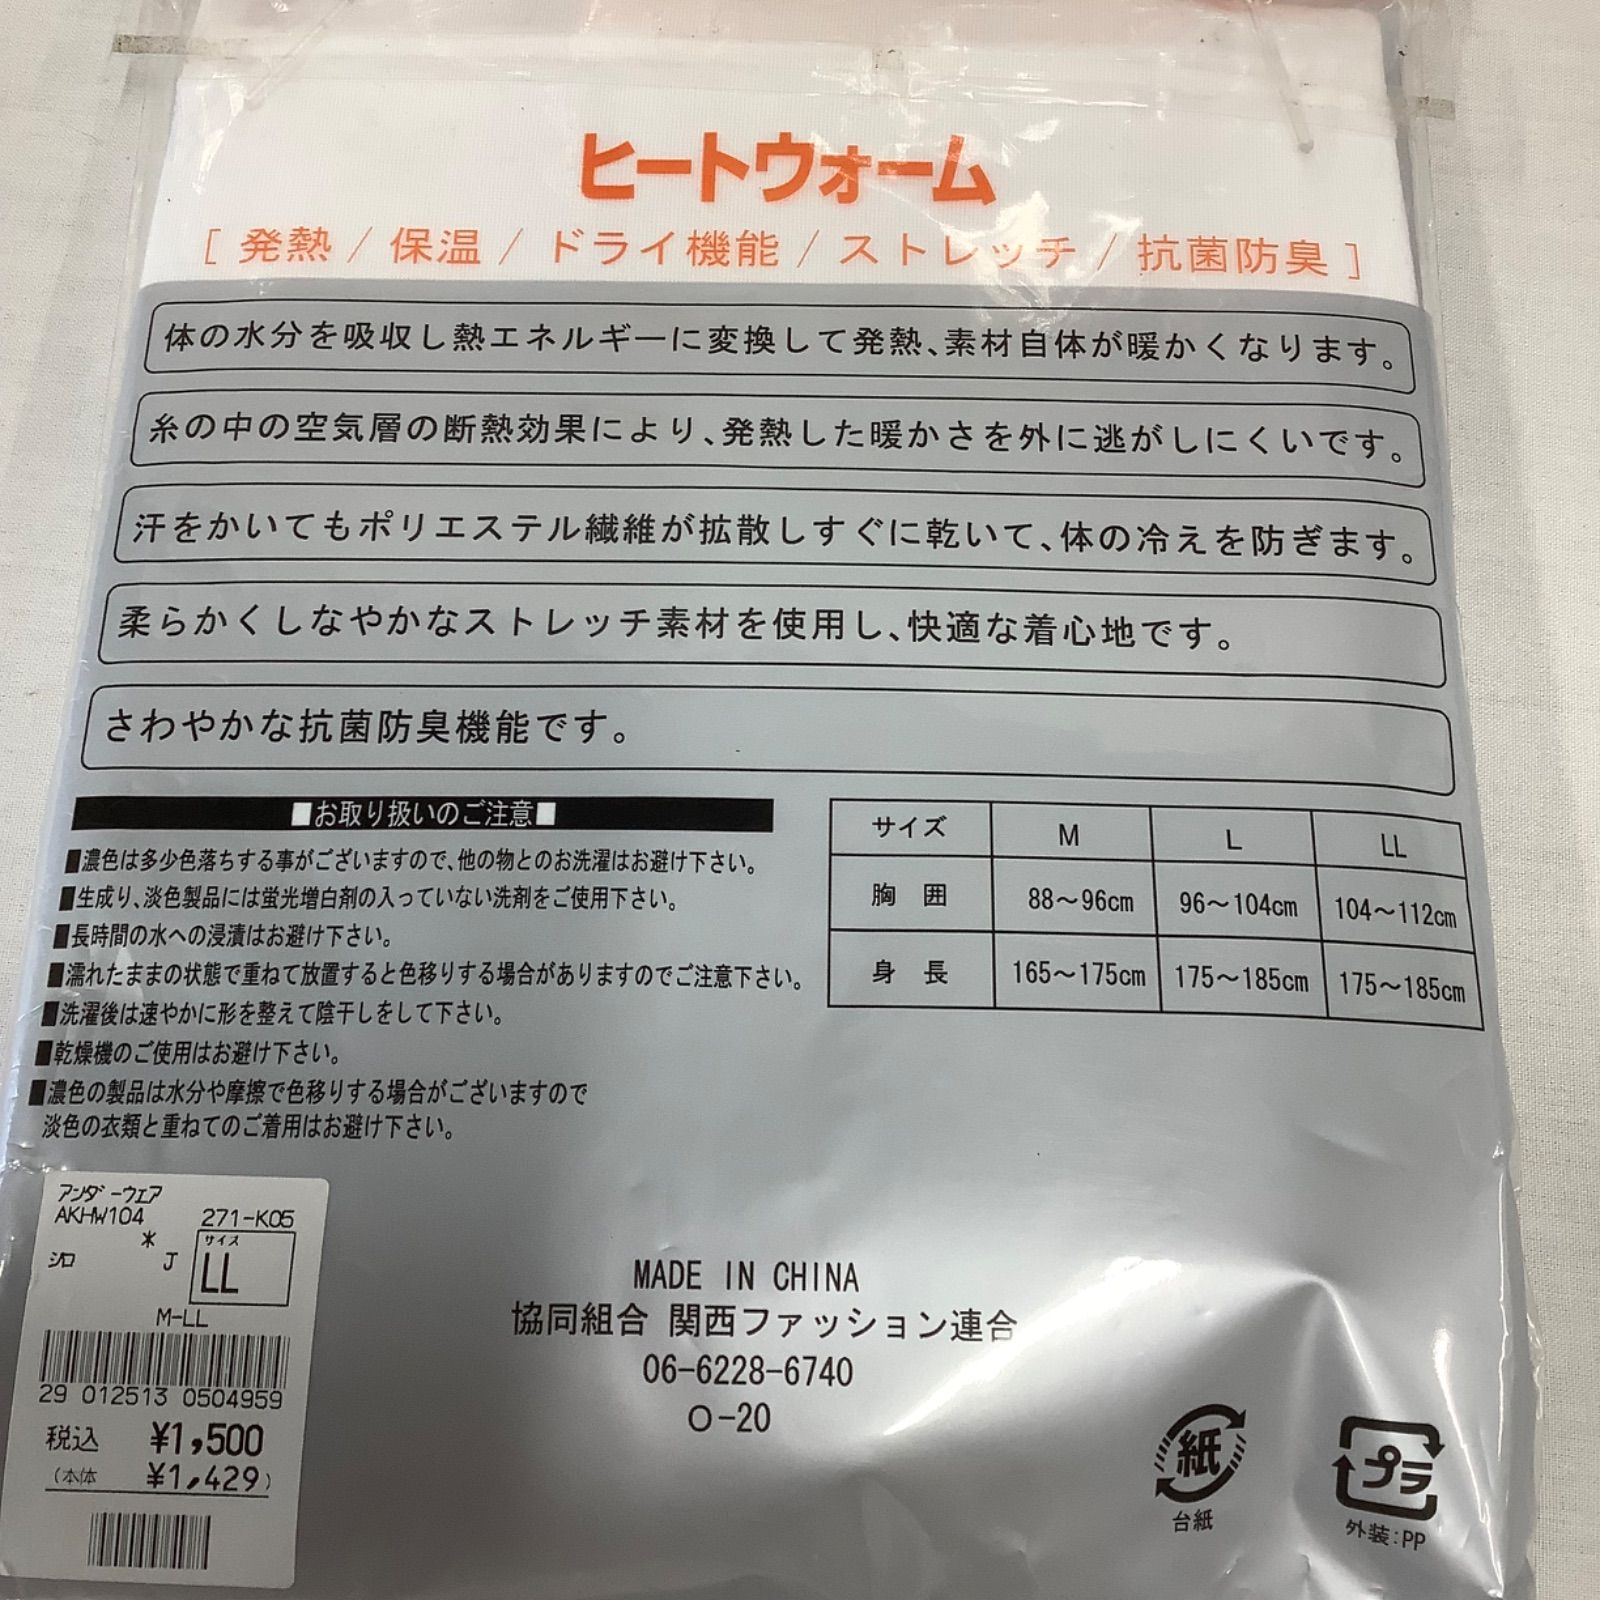 ヒートウォーム
[ 発熱 / 保温 / ドライ機能 / ストレッチ / 抗菌防臭 ]
体の水分を吸収し熱エネルギーに変換して発熱、素材自体が暖かくなります。
糸の中の空気層の断熱効果により、発熱した暖かさを外に逃がしにくいです。
汗をかいてもポリエステル繊維が拡散しすぐに乾いて、体の冷えを防ぎます。
柔らかくしなやかなストレッチ素材を使用し、快適な着心地です。
さわやかな抗菌防臭機能です。
■お取り扱いのご注意■
■濃色は多少色落ちする事がございますので、他の物とのお洗濯はお避け下さい。
■生成り、淡色製品には蛍光増白剤の入っていない洗剤をご使用下さい。
■長時間の水への浸漬はお避け下さい。
■濡れたままの状態で重ねて放置すると色移りする場合がありますのでご注意下さい。
■洗濯後は速やかに形を整えて陰干しをして下さい。
■乾燥機のご使用はお避け下さい。
■濃色の製品は水分や摩擦で色移りする場合がございますので
淡色の衣類と重ねてのご着用はお避け下さい。
サイズ M L LL
胸囲 88～96cm 96～104cm 104～112cm
身長 165～175cm 175～185cm 175～185cm
アンダーウェア
AKHW104 271-K05
* サイズ
シロ J LL
M-LL
29 012513 0504959
税込 ¥1,500
(本体 ¥1,429)
MADE IN CHINA
協同組合 関西ファッション連合
06-6228-6740
O-20
紙
台紙
プラ
外装:PP